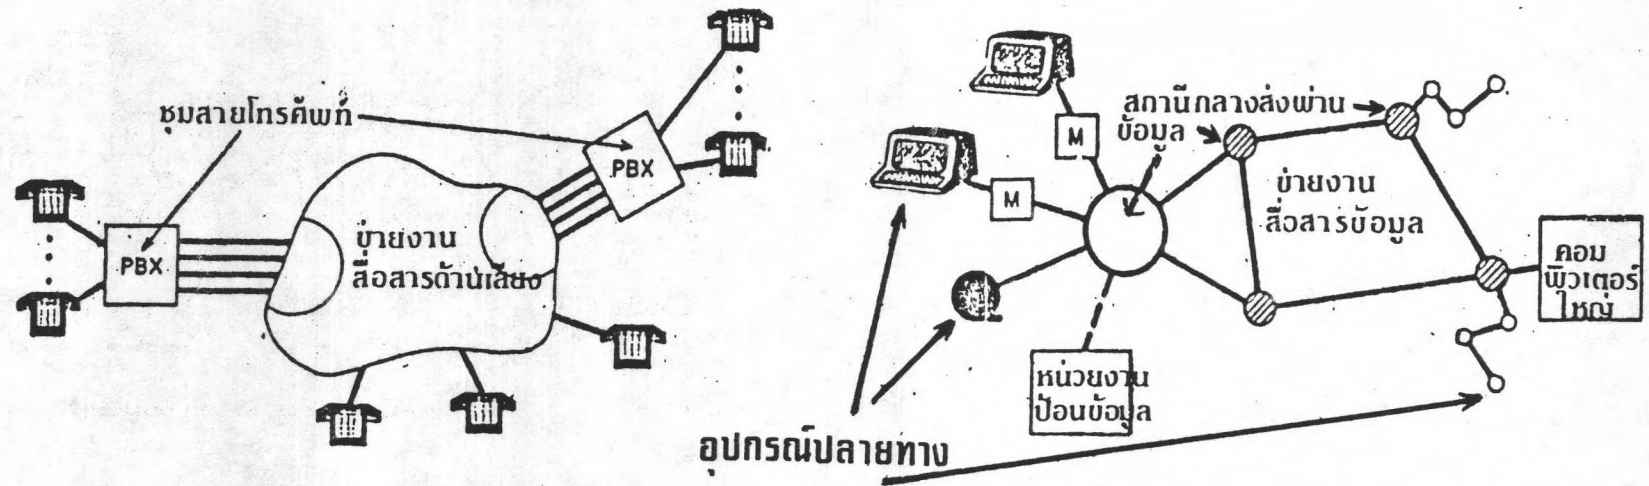 ชุมสายโทรศัพท์
PBX
PBX
ข่ายงาน
สื่อสารด้านเสียง
สถานีกลางส่งผ่าน
ข้อมูล
M
M
ข่ายงาน
สื่อสารข้อมูล
คอม
พิวเตอร์
ใหญ่
หน่วยงาน
ป้อนข้อมูล
อุปกรณ์ปลายทาง